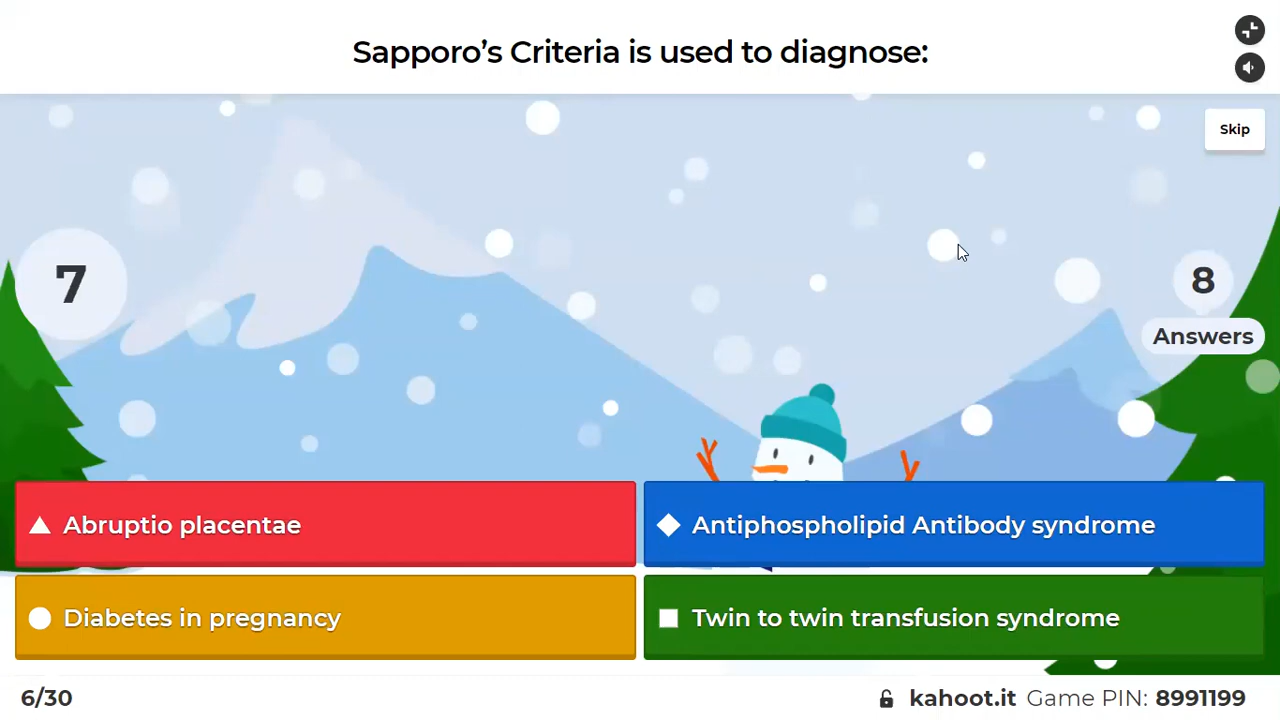 Sapporo’s Criteria is used to diagnose:
Skip
7
8
Answers
Abruptio placentae
Antiphospholipid Antibody syndrome
Diabetes in pregnancy
Twin to twin transfusion syndrome
6/30
kahoot.it Game PIN: 8991199